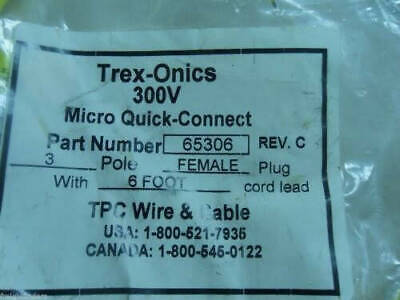 Trex-Onics
300V
Micro Quick-Connect
Part Number 65306 REV. C
3 Pole FEMALE Plug
With 6 FOOT cord lead
TPC Wire & Cable
USA: 1-800-521-7935
CANADA: 1-800-545-0122